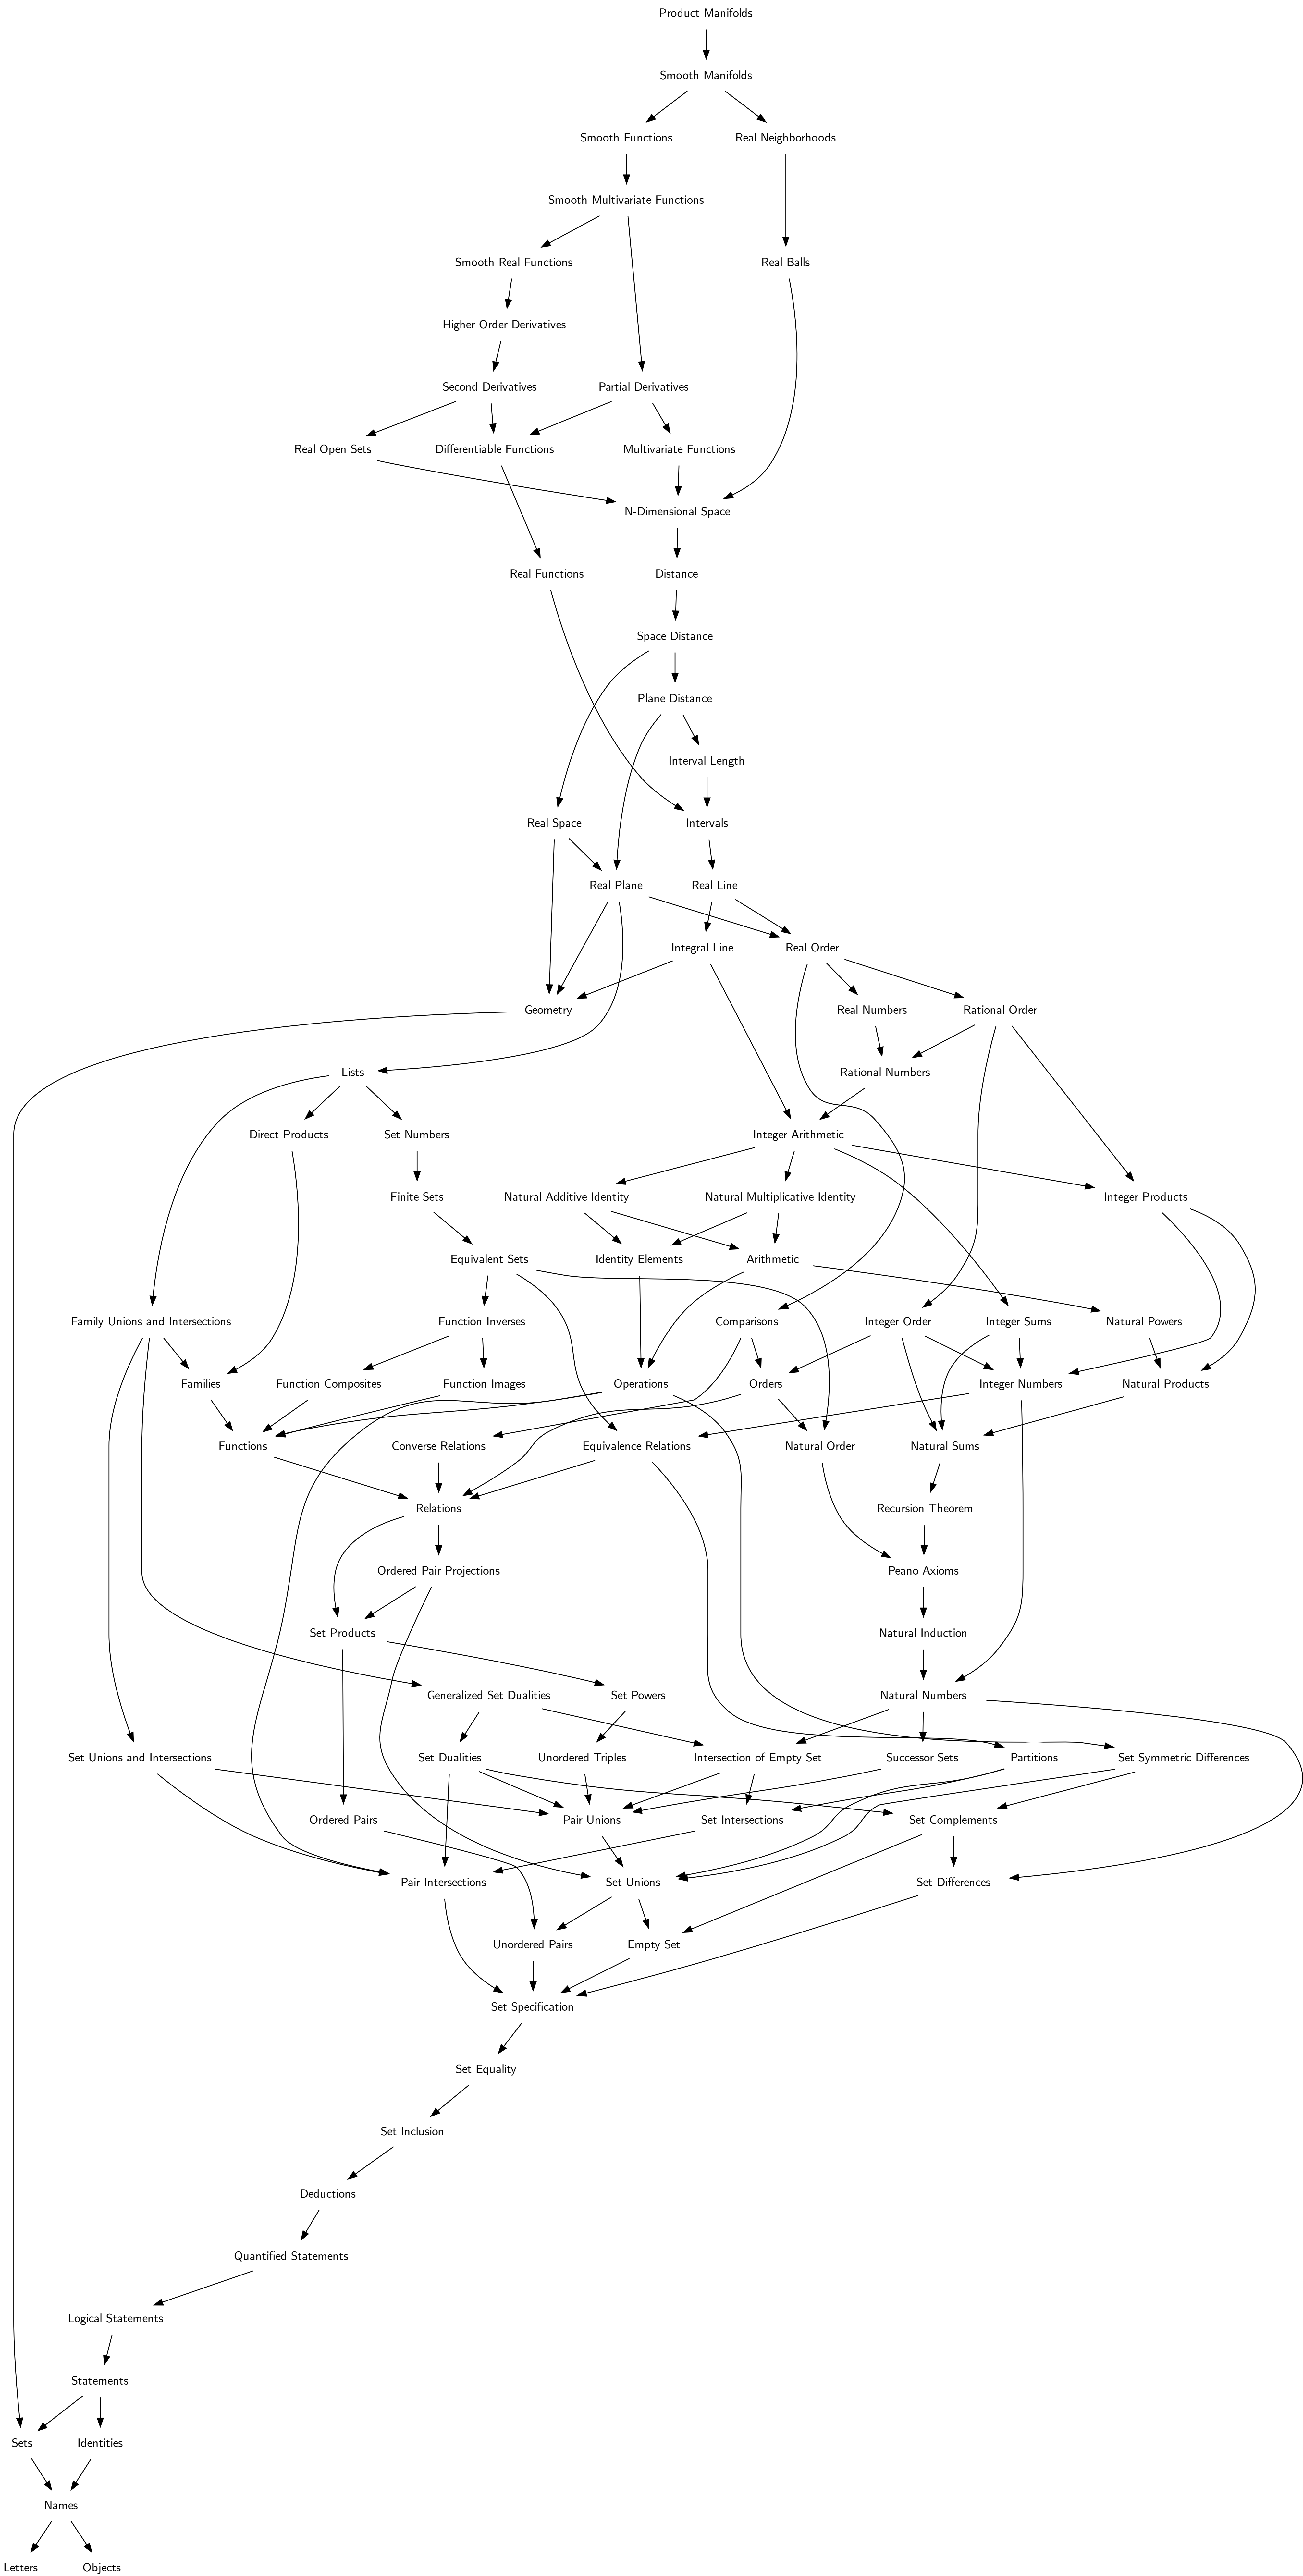 Product Manifolds
Smooth Manifolds
Smooth Functions
Real Neighborhoods
Smooth Multivariate Functions
Smooth Real Functions
Real Balls
Higher Order Derivatives
Second Derivatives
Partial Derivatives
Real Open Sets
Differentiable Functions
Multivariate Functions
N-Dimensional Space
Real Functions
Distance
Space Distance
Plane Distance
Interval Length
Real Space
Intervals
Real Plane
Real Line
Integral Line
Real Order
Geometry
Real Numbers
Rational Order
Lists
Rational Numbers
Direct Products
Set Numbers
Integer Arithmetic
Finite Sets
Natural Additive Identity
Natural Multiplicative Identity
Integer Products
Equivalent Sets
Identity Elements
Arithmetic
Family Unions and Intersections
Function Inverses
Comparisons
Integer Order
Integer Sums
Natural Powers
Families
Function Composites
Function Images
Operations
Orders
Integer Numbers
Natural Products
Functions
Converse Relations
Equivalence Relations
Natural Order
Natural Sums
Relations
Recursion Theorem
Ordered Pair Projections
Peano Axioms
Set Products
Natural Induction
Generalized Set Dualities
Set Powers
Natural Numbers
Set Unions and Intersections
Set Dualities
Unordered Triples
Intersection of Empty Set
Successor Sets
Partitions
Set Symmetric Differences
Ordered Pairs
Pair Unions
Set Intersections
Set Complements
Pair Intersections
Set Unions
Set Differences
Unordered Pairs
Empty Set
Set Specification
Set Equality
Set Inclusion
Deductions
Quantified Statements
Logical Statements
Statements
Sets
Identities
Names
Letters
Objects